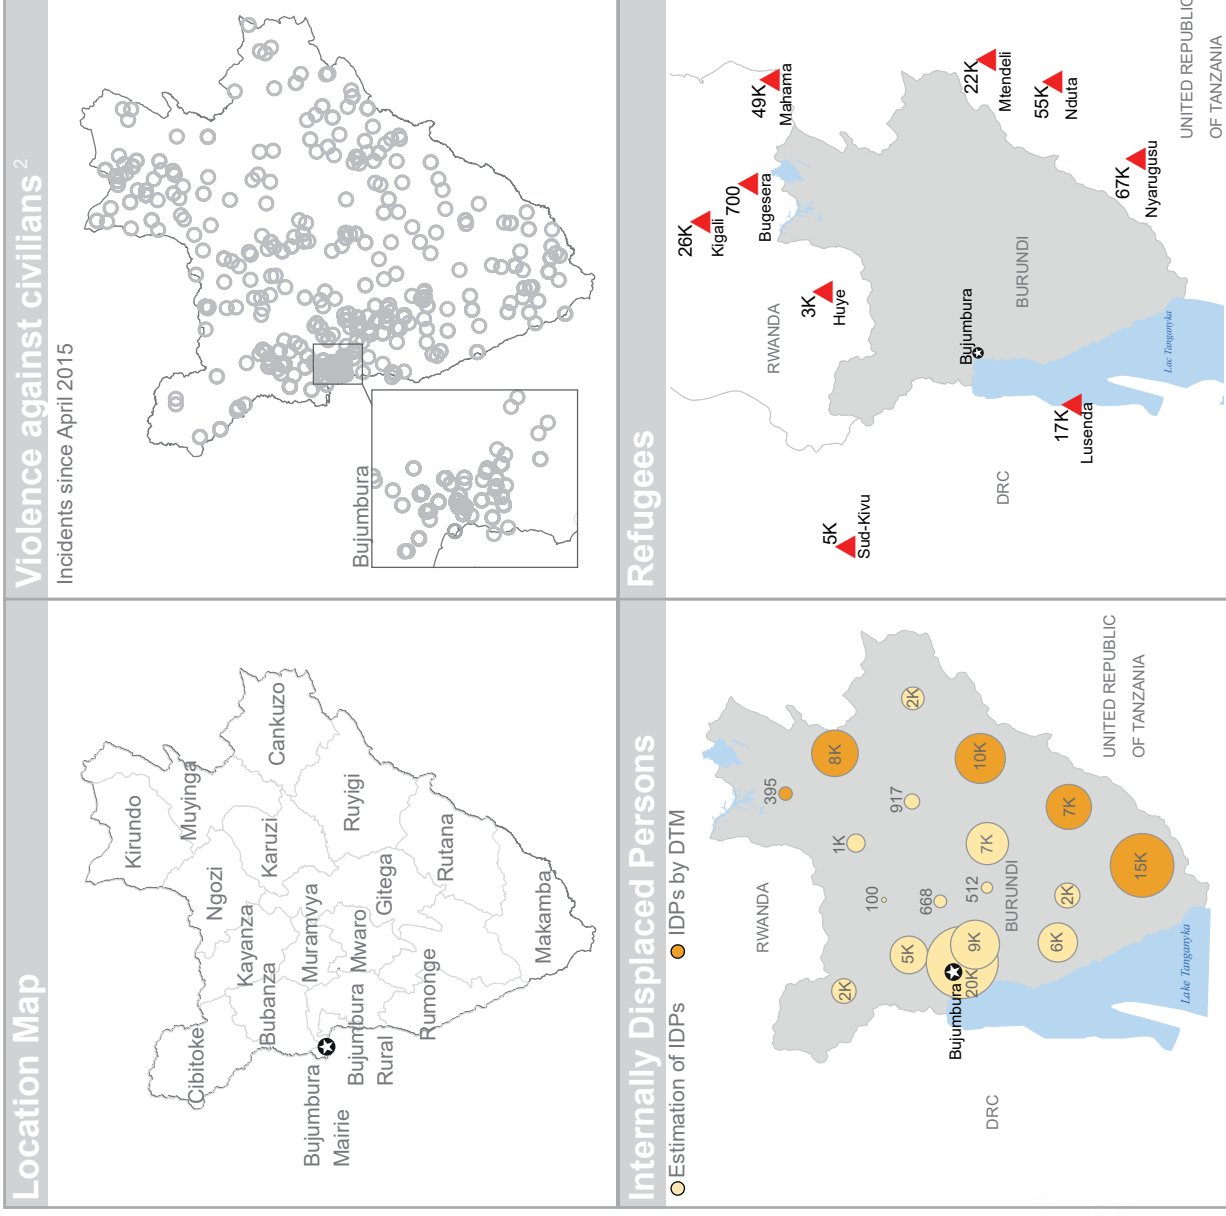 Location Map
Cibitoke
Kirundo
Muyinga
Ngozi
Kayanza
Bubanza
Karuzi
Cankuzo
Muramvya
Bujumbura
Mairie
Ruyigi
Mwaro
Gitega
Bujumbura
Rural
Rutana
Rumonge
Makamba
Violence against civilians 2
Incidents since April 2015
Bujumbura
Internally Displaced Persons
Estimation of IDPs
IDPs by DTM
RWANDA
395
8K
1K
2K
100
917
2K
5K
668
10K
512
7K
9K
20K
Bujumbura
BURUNDI
DRC
6K
2K
7K
15K
UNITED REPUBLIC
OF TANZANIA
Lake Tanganyika
Refugees
26K
Kigali
700
Bugesera
49K
Mahama
RWANDA
3K
Huye
5K
Sud-Kivu
22K
Mtendeli
55K
Nduta
Bujumbura
BURUNDI
DRC
17K
Lusenda
67K
Nyarugusu
Lac Tanganyka
UNITED REPUBLIC
OF TANZANIA